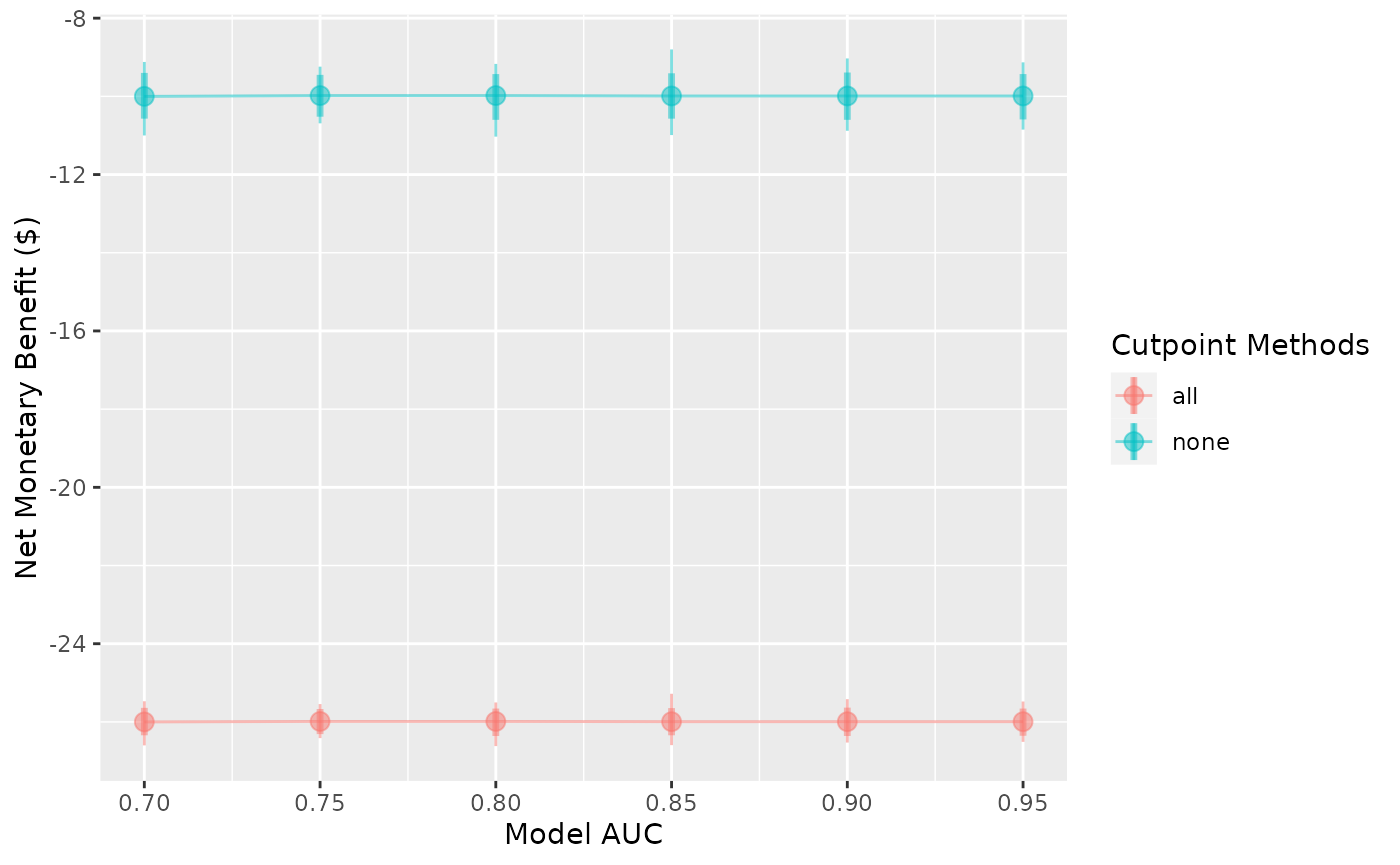 -8
-12
-16
-20
-24
Net Monetary Benefit ($)
0.70 0.75 0.80 0.85 0.90 0.95
Model AUC
Cutpoint Methods
all
none